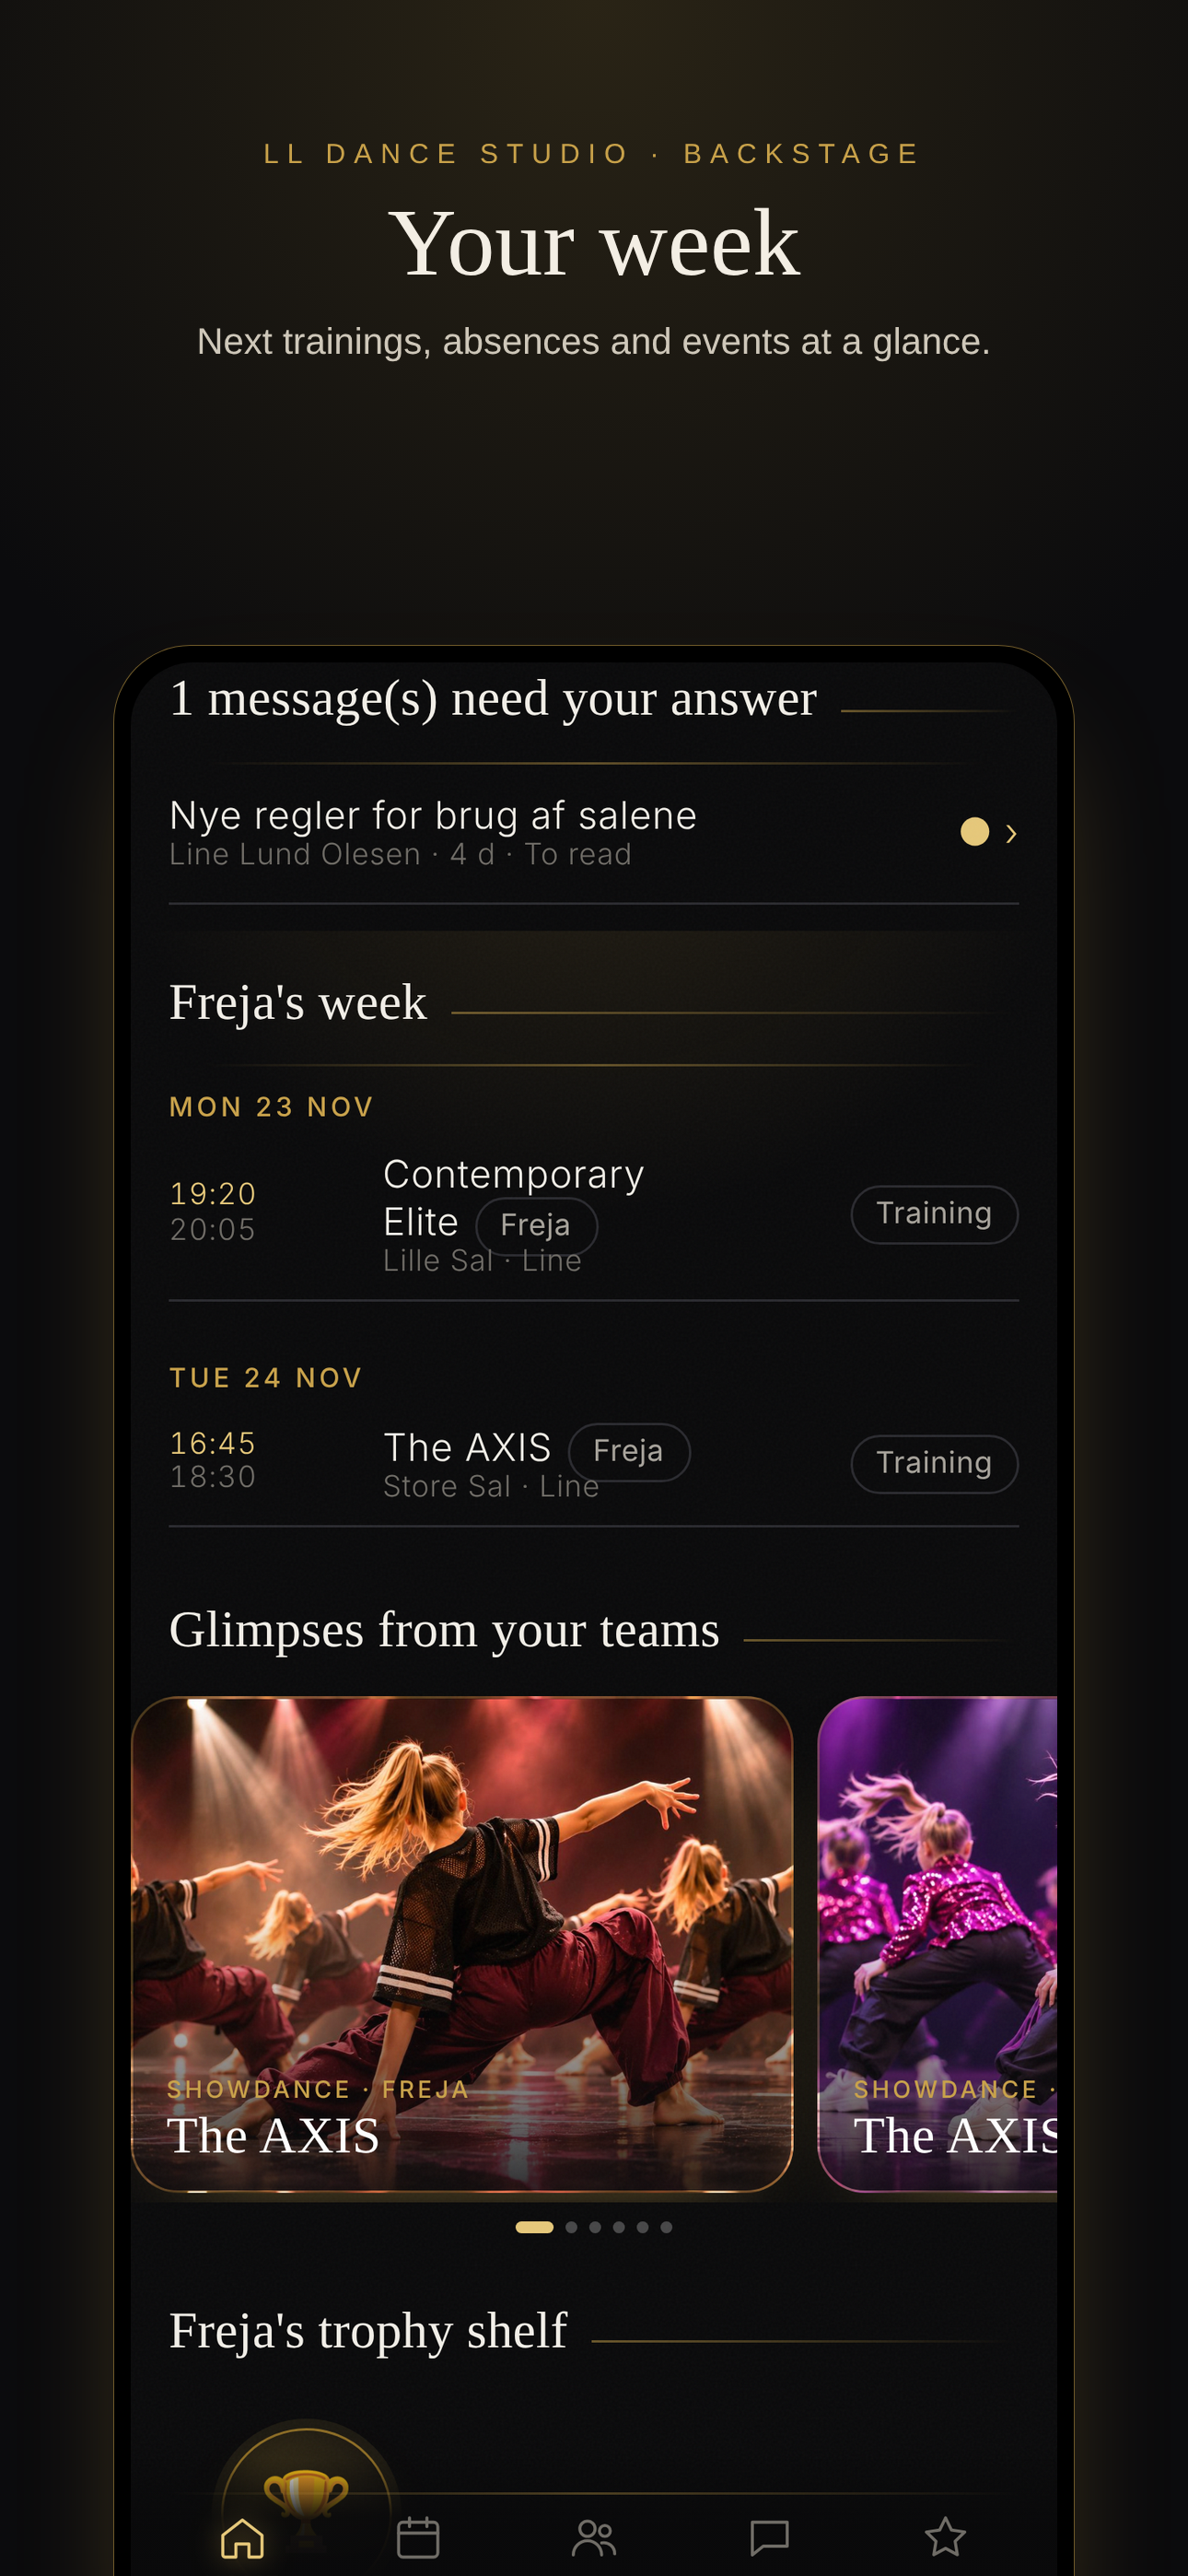 LL DANCE STUDIO · BACKSTAGE
Your week
Next trainings, absences and events at a glance.
1 message(s) need your answer
Nye regler for brug af salene
Line Lund Olesen · 4 d · To read
Freja's week
MON 23 NOV
19:20
20:05
Contemporary
Elite Freja
Lille Sal · Line
Training
TUE 24 NOV
16:45
18:30
The AXIS Freja
Store Sal · Line
Training
Glimpses from your teams
SHOWDANCE · FREJA
The AXIS
SHOWDANCE ·
The AXIS
Freja's trophy shelf